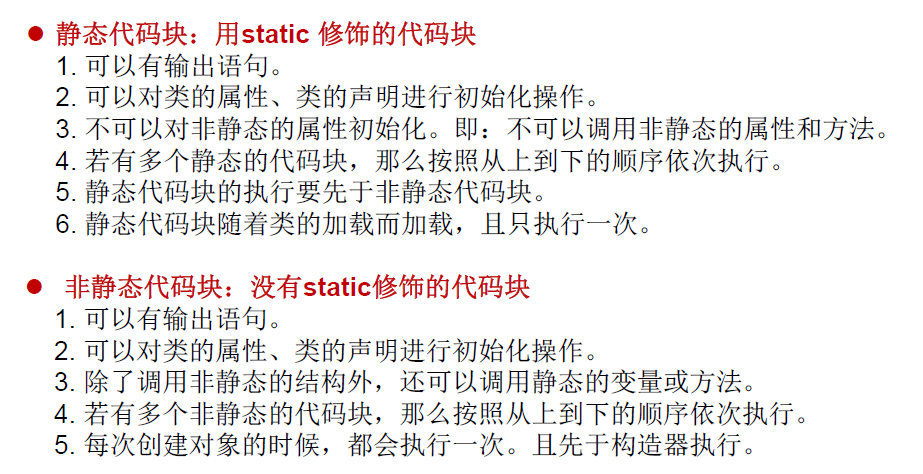 ● 静态代码块：用static 修饰的代码块
1. 可以有输出语句。
2. 可以对类的属性、类的声明进行初始化操作。
3. 不可以对非静态的属性初始化。即：不可以调用非静态的属性和方法。
4. 若有多个静态的代码块，那么按照从上到下的顺序依次执行。
5. 静态代码块的执行要先于非静态代码块。
6. 静态代码块随着类的加载而加载，且只执行一次。
● 非静态代码块：没有static修饰的代码块
1. 可以有输出语句。
2. 可以对类的属性、类的声明进行初始化操作。
3. 除了调用非静态的结构外，还可以调用静态的变量或方法。
4. 若有多个非静态的代码块，那么按照从上到下的顺序依次执行。
5. 每次创建对象的时候，都会执行一次。且先于构造器执行。